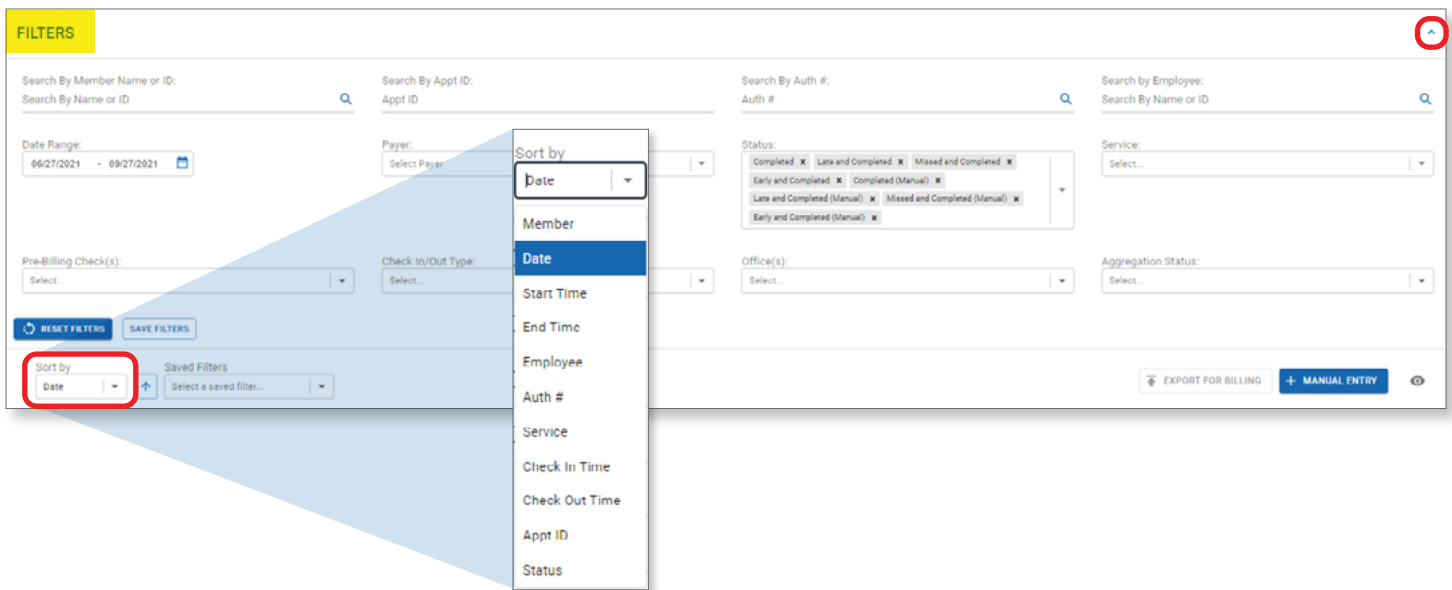 FILTERS
Search By Member Name or ID:
Search By Name or ID
Search By Appt ID:
Appt ID
Search By Auth #:
Auth #
Search by Employee:
Search By Name or ID
Date Range:
06/27/2021 - 09/27/2021
Payer:
Select Payer
Status:
Completed x Late and Completed x Missed and Completed x
Early and Completed x Completed (Manual) x
Late and Completed (Manual) x Missed and Completed (Manual) x
Early and Completed (Manual) x
Service:
Select...
Pre-Billing Check(s):
Select...
Check In/Out Type:
Select...
Office(s):
Select...
Aggregation Status:
Select...
RESET FILTERS
SAVE FILTERS
Sort by
Date
Saved Filters
Select a saved filter...
EXPORT FOR BILLING
+ MANUAL ENTRY
Sort by
Date
Member
Date
Start Time
End Time
Employee
Auth #
Service
Check In Time
Check Out Time
Appt ID
Status